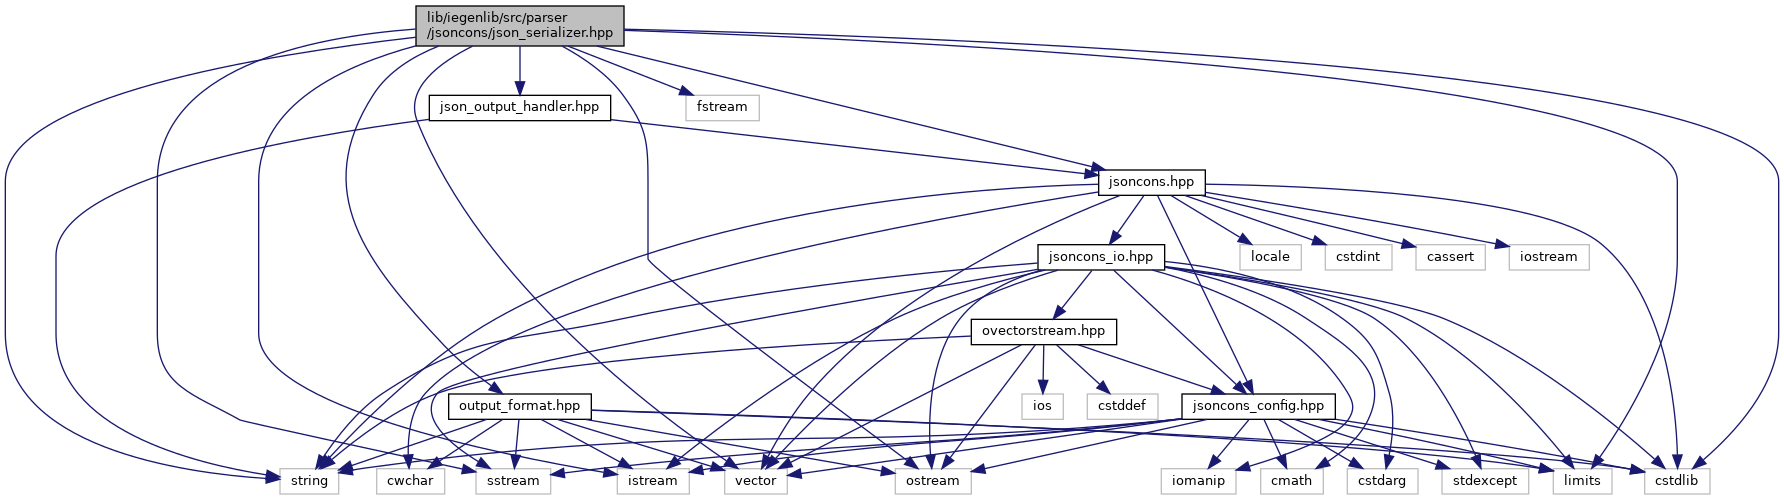 lib/iegenlib/src/parser
/jsoncons/json_serializer.hpp
json_output_handler.hpp
fstream
jsoncons.hpp
jsoncons_io.hpp
locale
cstdint
cassert
iostream
ovectorstream.hpp
output_format.hpp
ios
cstddef
jsoncons_config.hpp
string
cwchar
sstream
istream
vector
ostream
iomanip
cmath
cstdarg
stdexcept
limits
cstdlib